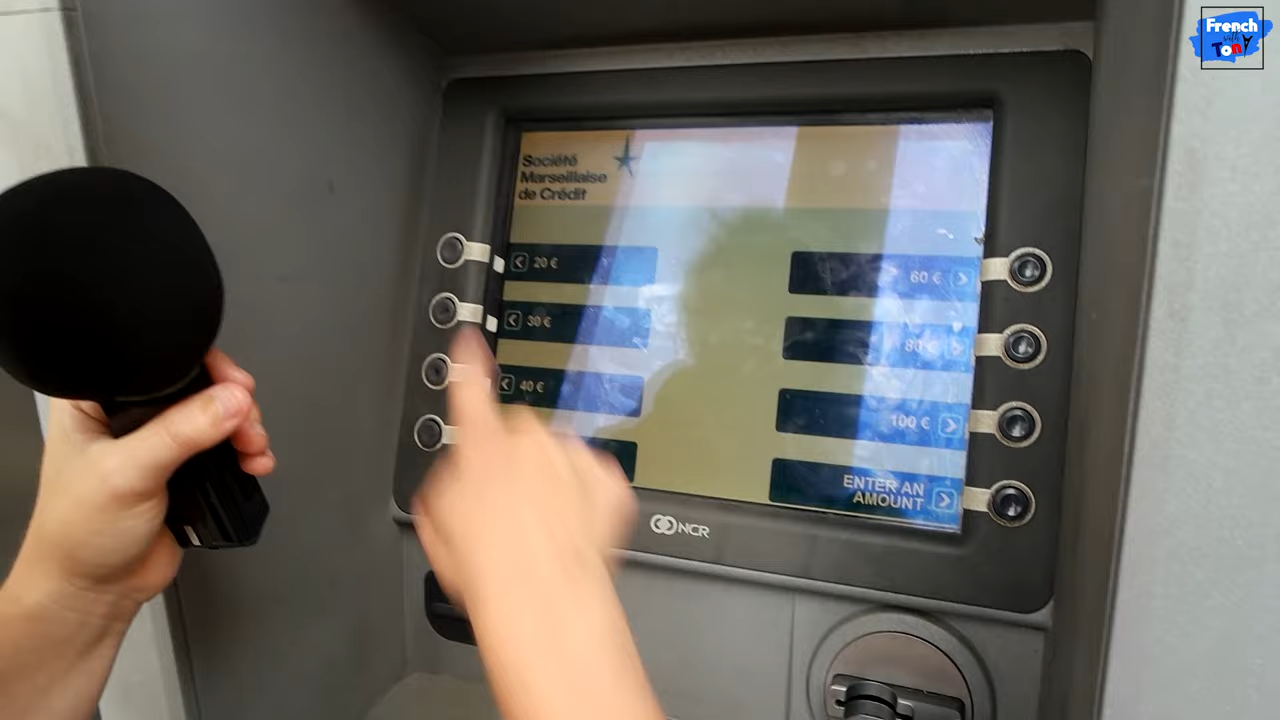 French
with
Tony
Société
Marseillaise
de Crédit
20 €
60 €
30 €
80 €
40 €
100 €
ENTER AN
AMOUNT
NCR